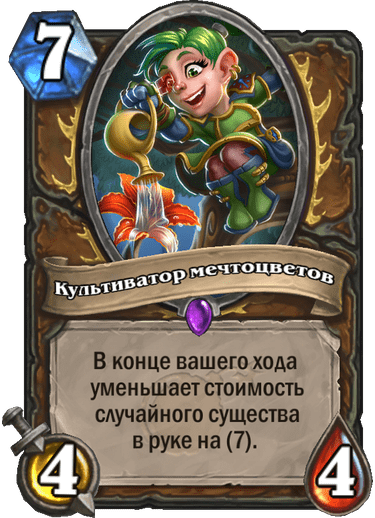 7
Культиватор мечтоцветов
В конце вашего хода
уменьшает стоимость
случайного существа
в руке на (7).
4 4